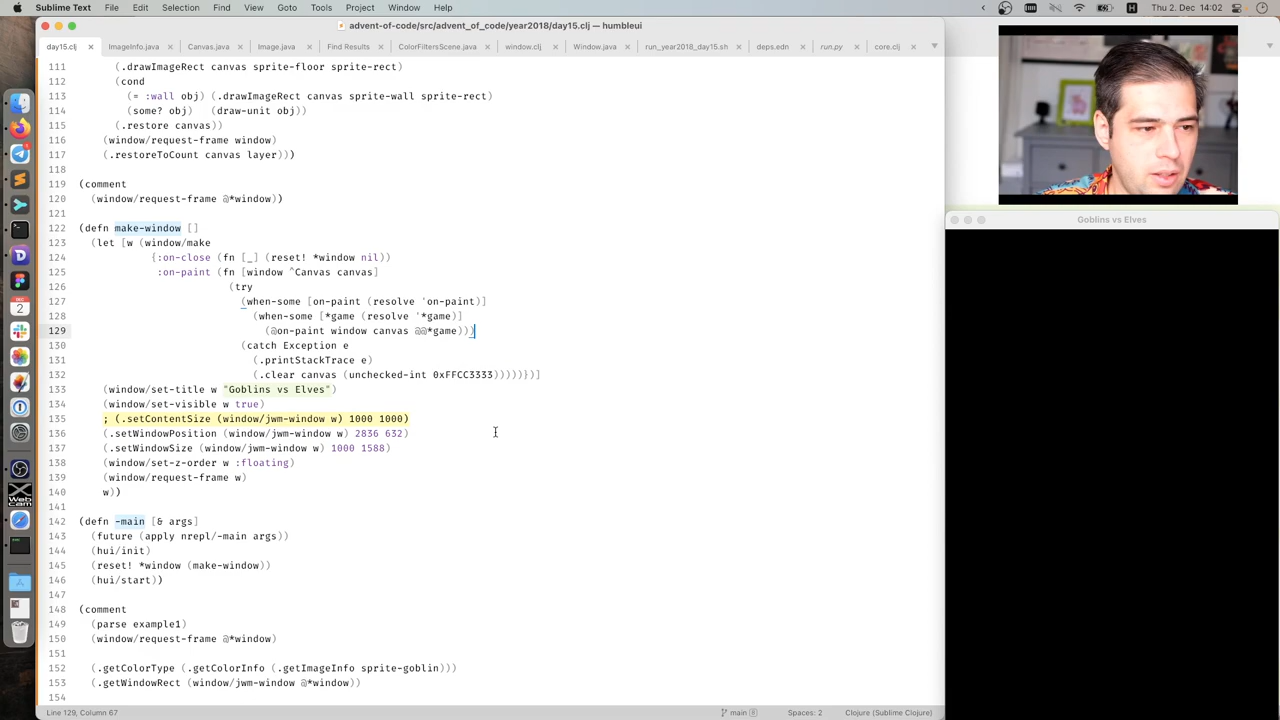 Sublime Text File Edit Selection Find View Goto Tools Project Window Help
Thu 2. Dec 14:02
advent-of-code/src/advent_of_code/year2018/day15.clj — humbleui
day15.clj ImageInfo.java Canvas.clj Image.java Find Results ColorFiltersScene.java window.clj Window.java run_year2018_day15.sh deps.edn run.py core.clj
111 (.drawImageRect canvas sprite-floor sprite-rect)
112 (cond
113 (= :wall obj) (.drawImageRect canvas sprite-wall sprite-rect)
114 (some? obj) (draw-unit obj))
115 (.restore canvas))
116 (window/request-frame window)
117 (.restoreToCount canvas layer)))
118
119 (comment
120 (window/request-frame @*window))
121
122 (defn make-window []
123 (let [w (window/make
124 {:on-close (fn [_] (reset! *window nil))
125 :on-paint (fn [window ^Canvas canvas]
126 (try
127 (when-some [on-paint (resolve 'on-paint)]
128 (when-some [*game (resolve '*game)]
129 (@on-paint window canvas @@*game)))
130 (catch Exception e
131 (.printStackTrace e)
132 (.clear canvas (unchecked-int 0xFFCC3333)))))})]
133 (window/set-title w "Goblins vs Elves")
134 (window/set-visible w true)
135 ; (.setContentSize (window/jwm-window w) 1000 1000)
136 (.setWindowPosition (window/jwm-window w) 2836 632)
137 (.setWindowSize (window/jwm-window w) 1000 1588)
138 (window/set-z-order w :floating)
139 (window/request-frame w)
140 w))
141
142 (defn -main [& args]
143 (future (apply nrepl/-main args))
144 (hui/init)
145 (reset! *window (make-window))
146 (hui/start))
147
148 (comment
149 (parse example1)
150 (window/request-frame @*window)
151
152 (.getColorType (.getColorInfo (.getImageInfo sprite-goblin)))
153 (.getWindowRect (window/jwm-window @*window))
154
Goblins vs Elves
Line 129, Column 67
main 8
Spaces: 2
Clojure (Sublime Clojure)